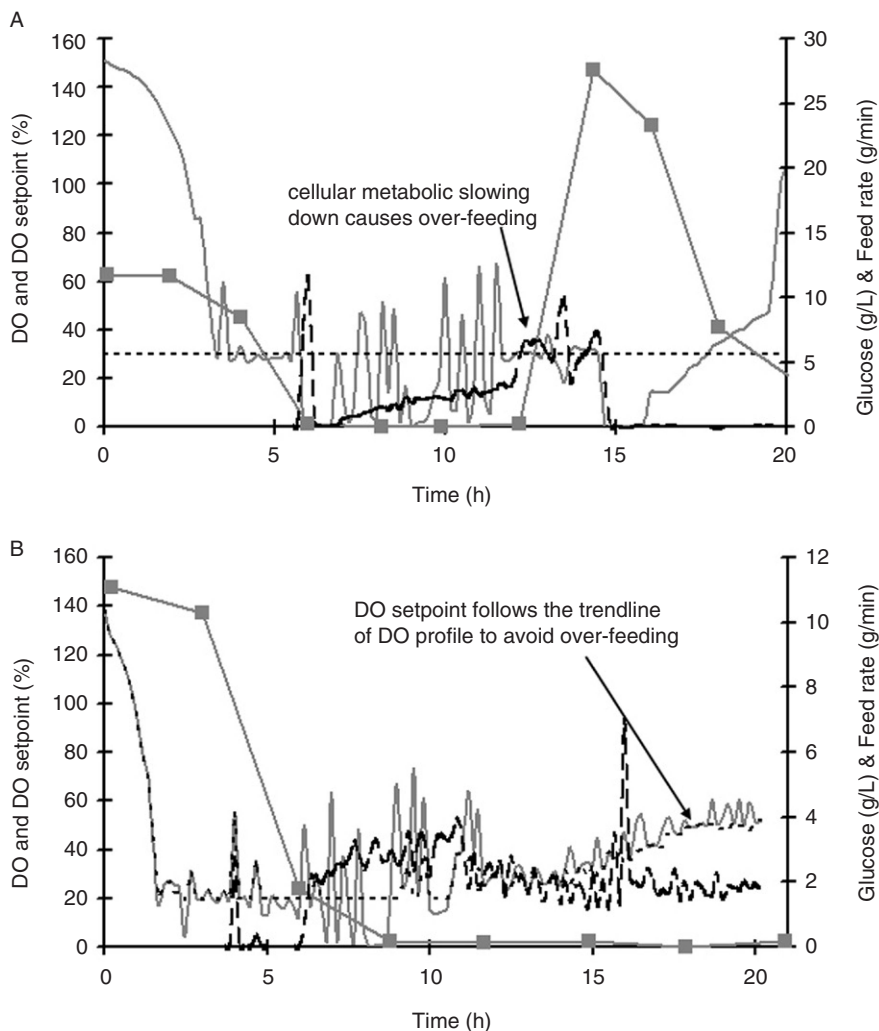 A
160
140
120
100
80
60
40
20
0
DO and DO setpoint (%)
cellular metabolic slowing
down causes over-feeding
30
25
20
15
10
5
0
Glucose (g/L) & Feed rate (g/min)
0 5 10 15 20
Time (h)
B
160
140
120
100
80
60
40
20
0
DO and DO setpoint (%)
DO setpoint follows the trendline
of DO profile to avoid over-feeding
12
10
8
6
4
2
0
Glucose (g/L) & Feed rate (g/min)
0 5 10 15 20
Time (h)